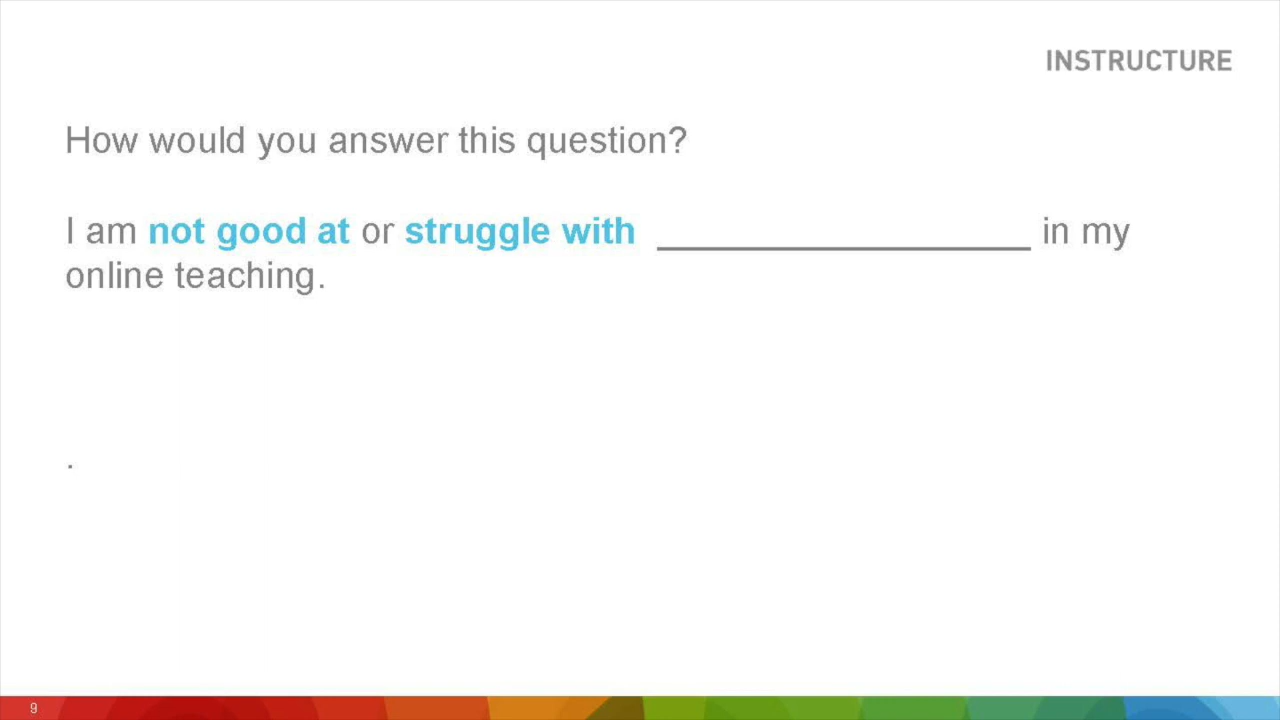 INSTRUCTURE
How would you answer this question?
I am not good at or struggle with __________________ in my
online teaching.
.
9